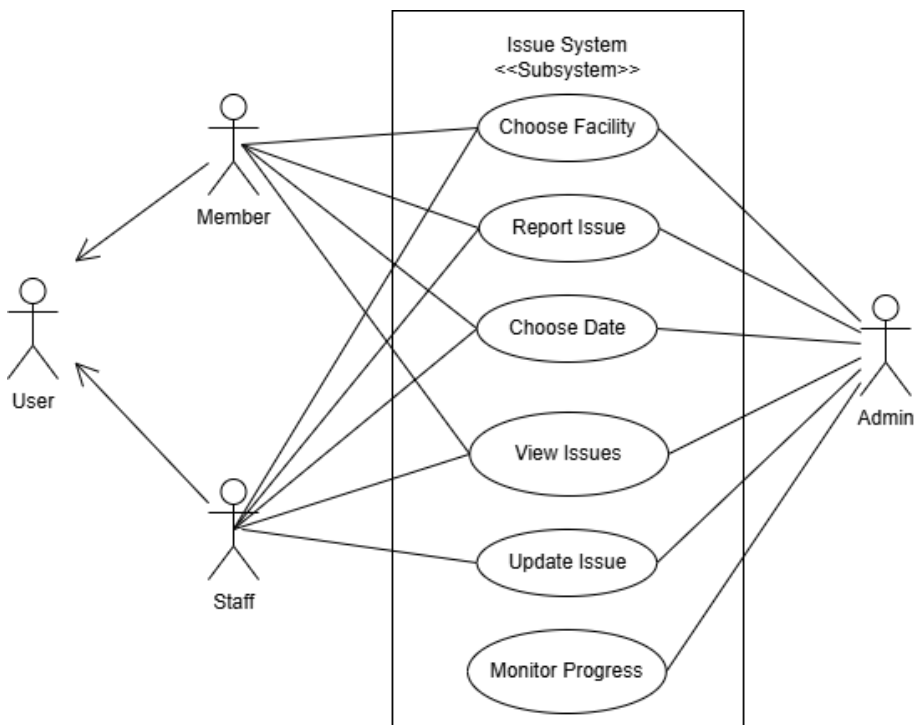 Issue System
<<Subsystem>>
Choose Facility
Member
Report Issue
Choose Date
User
Admin
View Issues
Update Issue
Staff
Monitor Progress